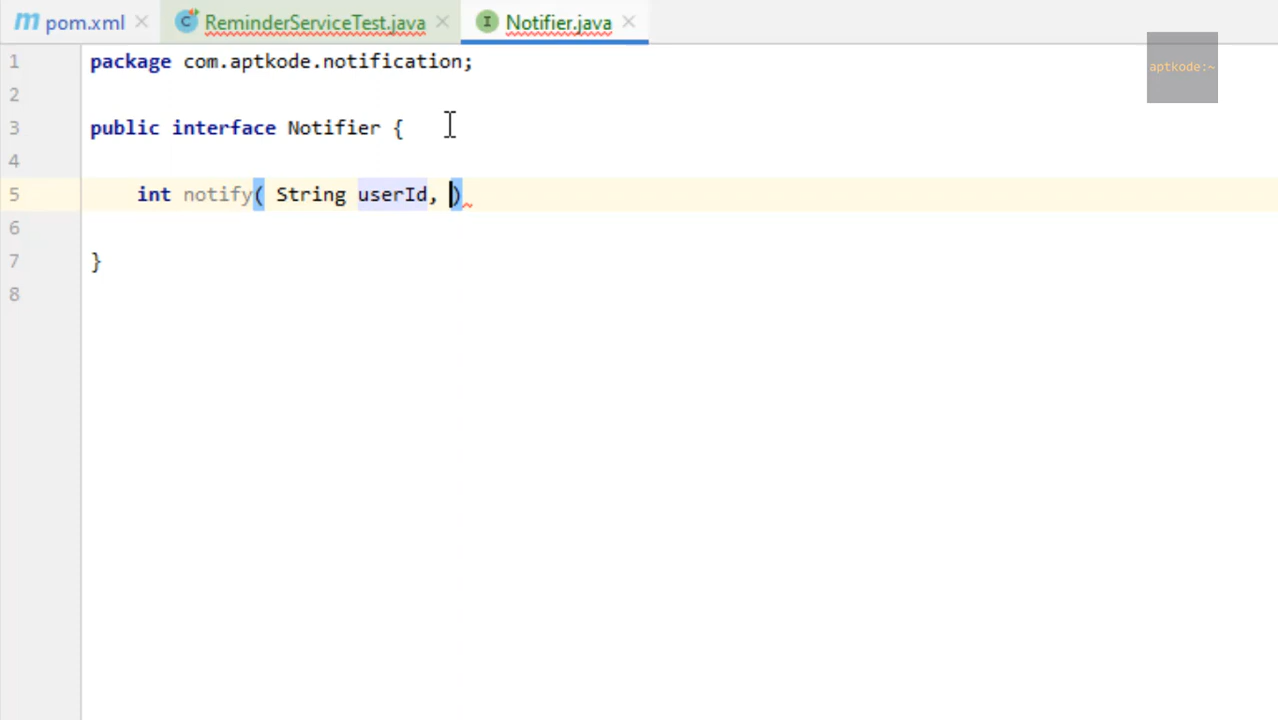 m pom.xml × C ReminderServiceTest.java × I Notifier.java ×
aptkode:~
1 package com.aptkode.notification;
2
3 public interface Notifier {
4
5 int notify( String userId, )
6
7 }
8